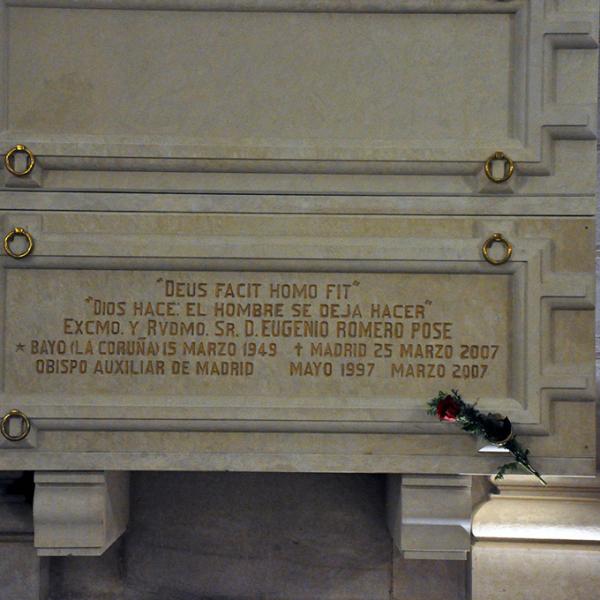 "DEUS FACIT HOMO FIT"
"DIOS HACE: EL HOMBRE SE DEJA HACER"
EXCMO. Y RVDMO. SR. D. EUGENIO ROMERO POSE
* BAYO (LA CORUÑA) 15 MARZO 1949 † MADRID 25 MARZO 2007
OBISPO AUXILIAR DE MADRID MAYO 1997 MARZO 2007